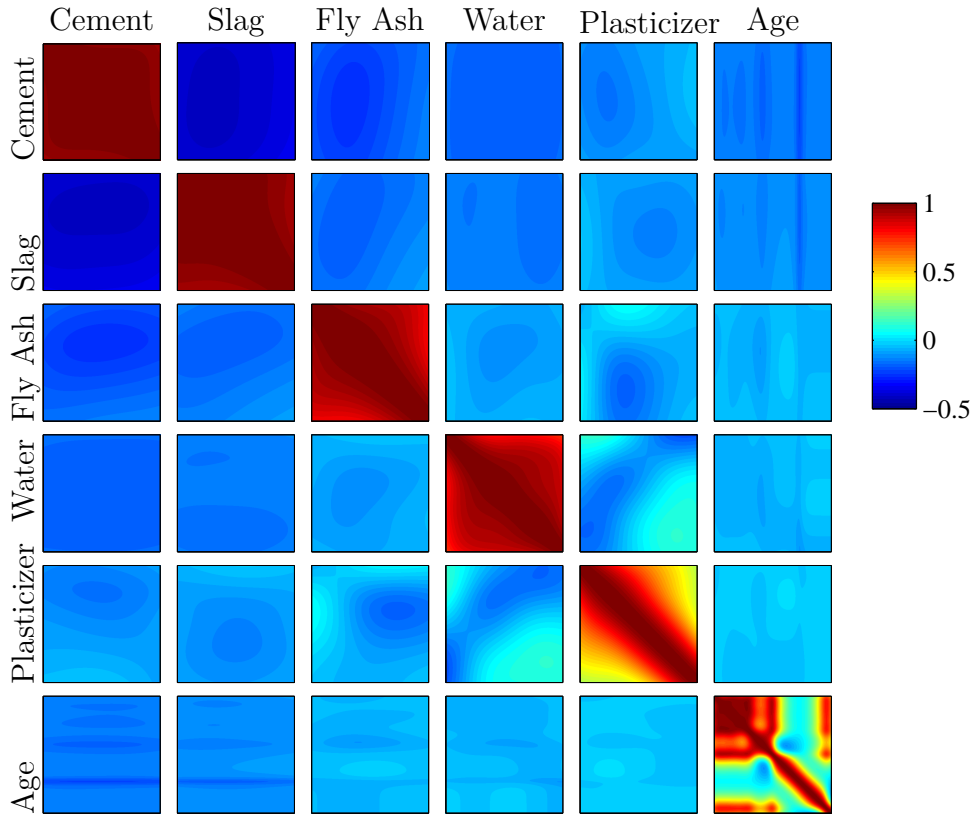 Cement Slag Fly Ash Water Plasticizer Age
Cement
Slag
Fly Ash
Water
Plasticizer
Age
1
0.5
0
−0.5